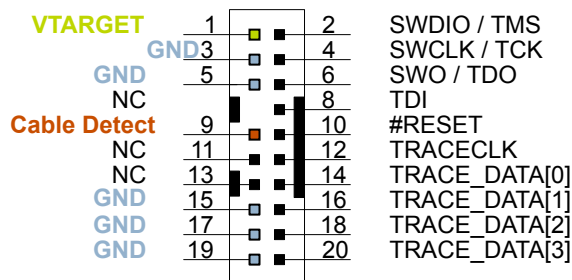 VTARGET 1 2 SWDIO / TMS
GND 3 4 SWCLK / TCK
GND 5 6 SWO / TDO
NC 8 TDI
Cable Detect 9 10 #RESET
NC 11 12 TRACECLK
NC 13 14 TRACE_DATA[0]
GND 15 16 TRACE_DATA[1]
GND 17 18 TRACE_DATA[2]
GND 19 20 TRACE_DATA[3]